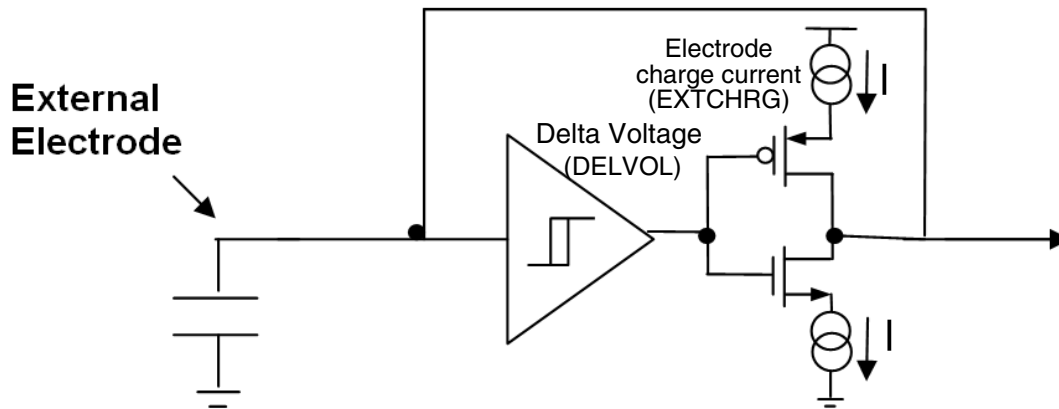 External
Electrode
Electrode
charge current
(EXTCHRG)
I
Delta Voltage
(DELVOL)
I